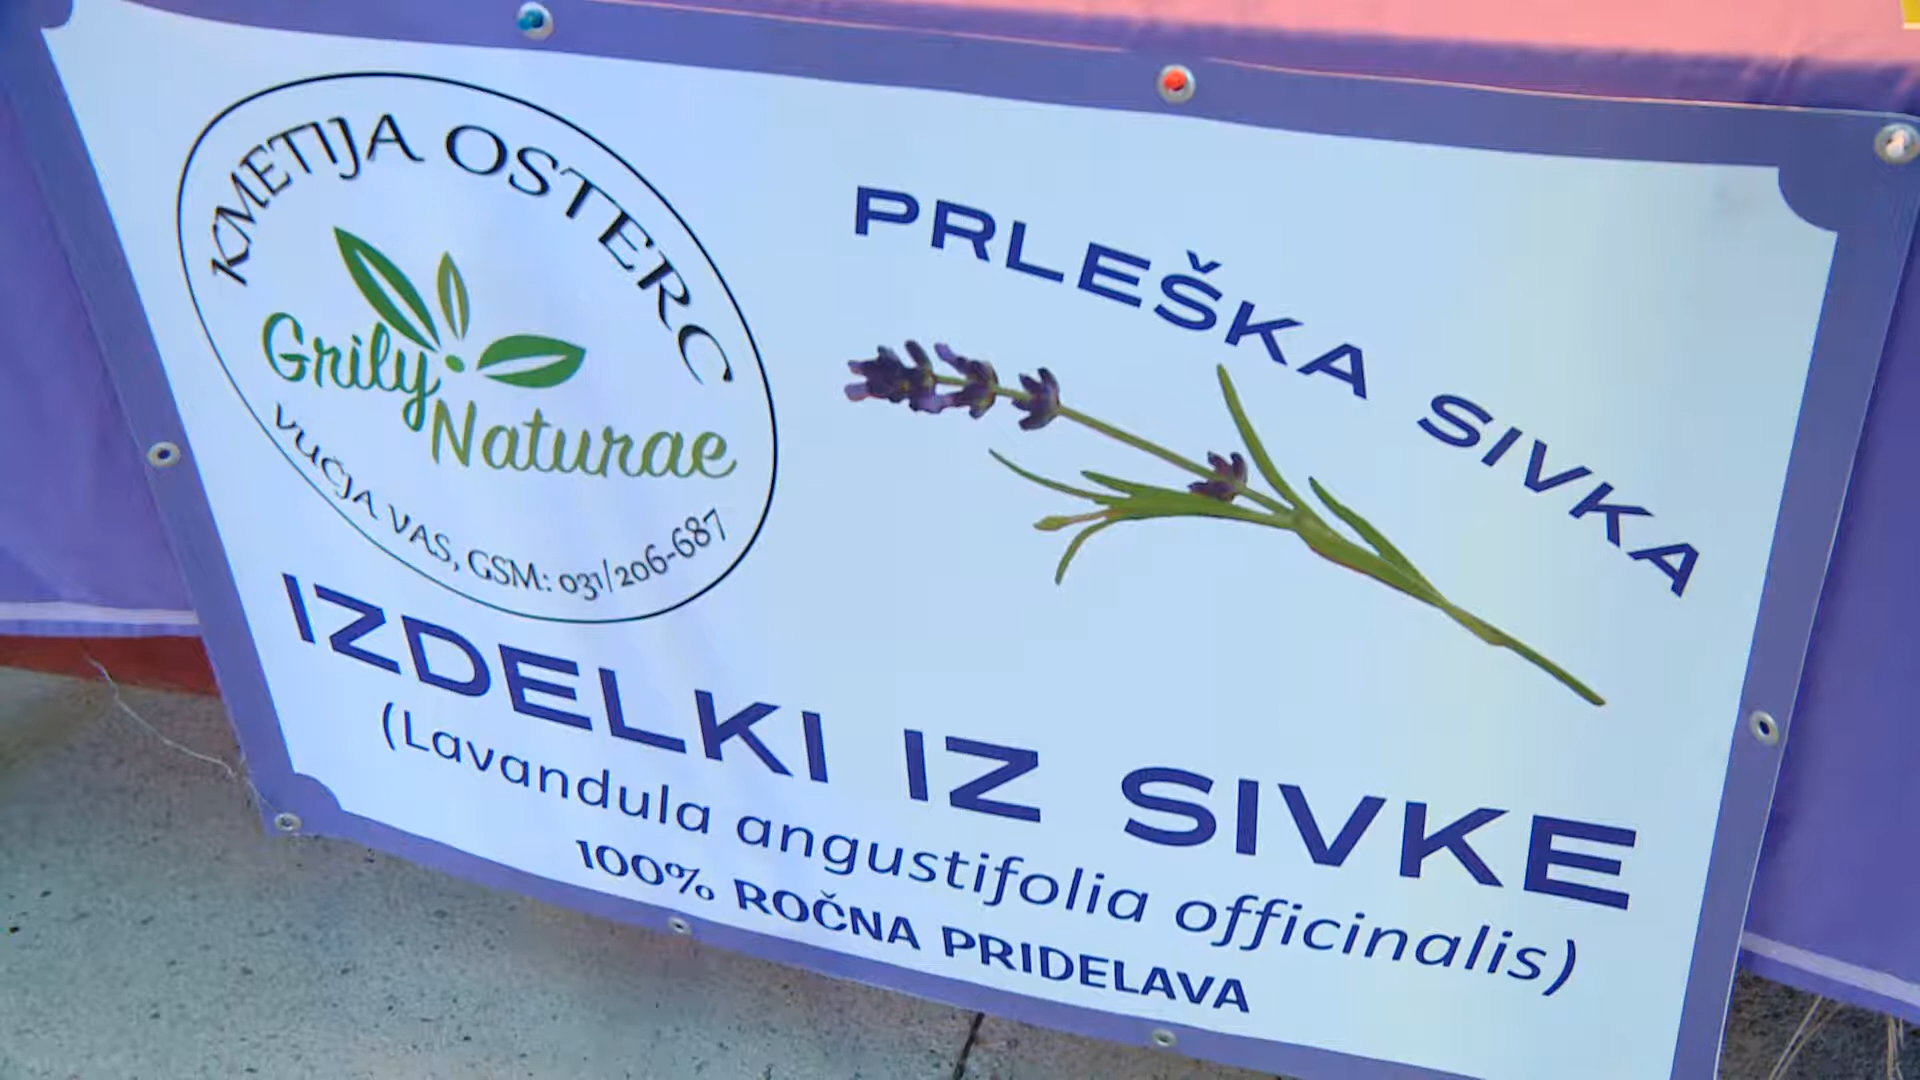 KMETIJA OSTERC
Grily
Naturae
VUČJA VAS, GSM: 031/206-687
PRLEŠKA SIVKA
IZDELKI IZ SIVKE
(Lavandula angustifolia officinalis)
100% ROČNA PRIDELAVA